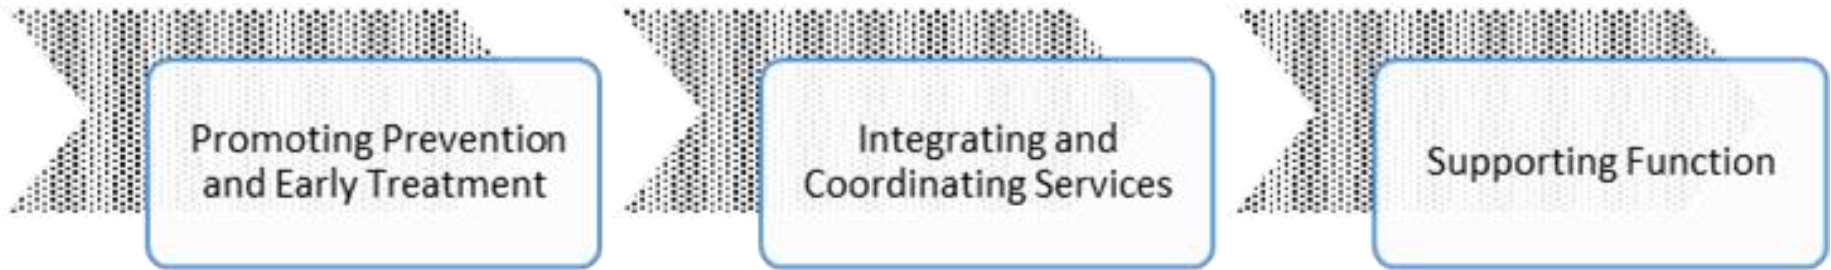 Promoting Prevention
and Early Treatment
Integrating and
Coordinating Services
Supporting Function